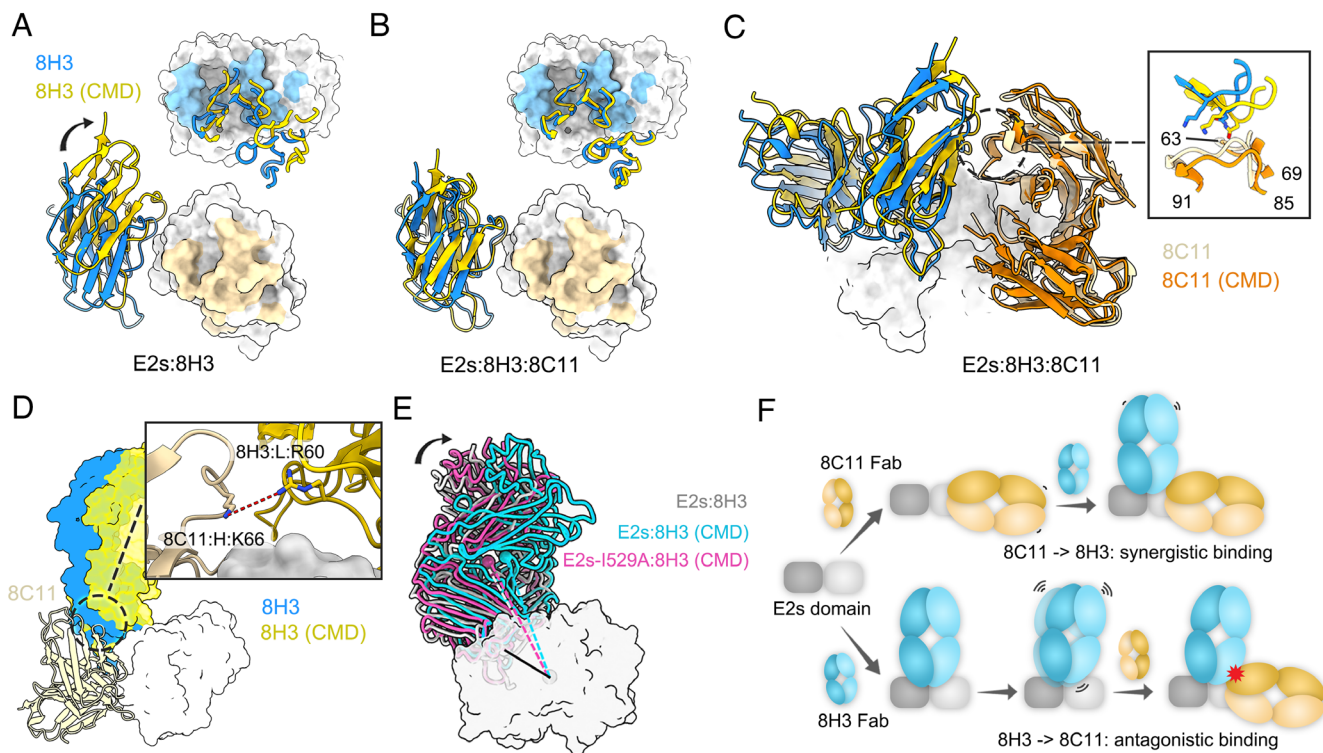 A
8H3
8H3 (CMD)
E2s:8H3
B
E2s:8H3:8C11
C
63
69
91
85
8C11
8C11 (CMD)
E2s:8H3:8C11
D
8H3:L:R60
8C11:H:K66
8C11
8H3
8H3 (CMD)
E
E2s:8H3
E2s:8H3 (CMD)
E2s-I529A:8H3 (CMD)
F
8C11 Fab
8C11 -> 8H3: synergistic binding
E2s domain
8H3 Fab
8H3 -> 8C11: antagonistic binding